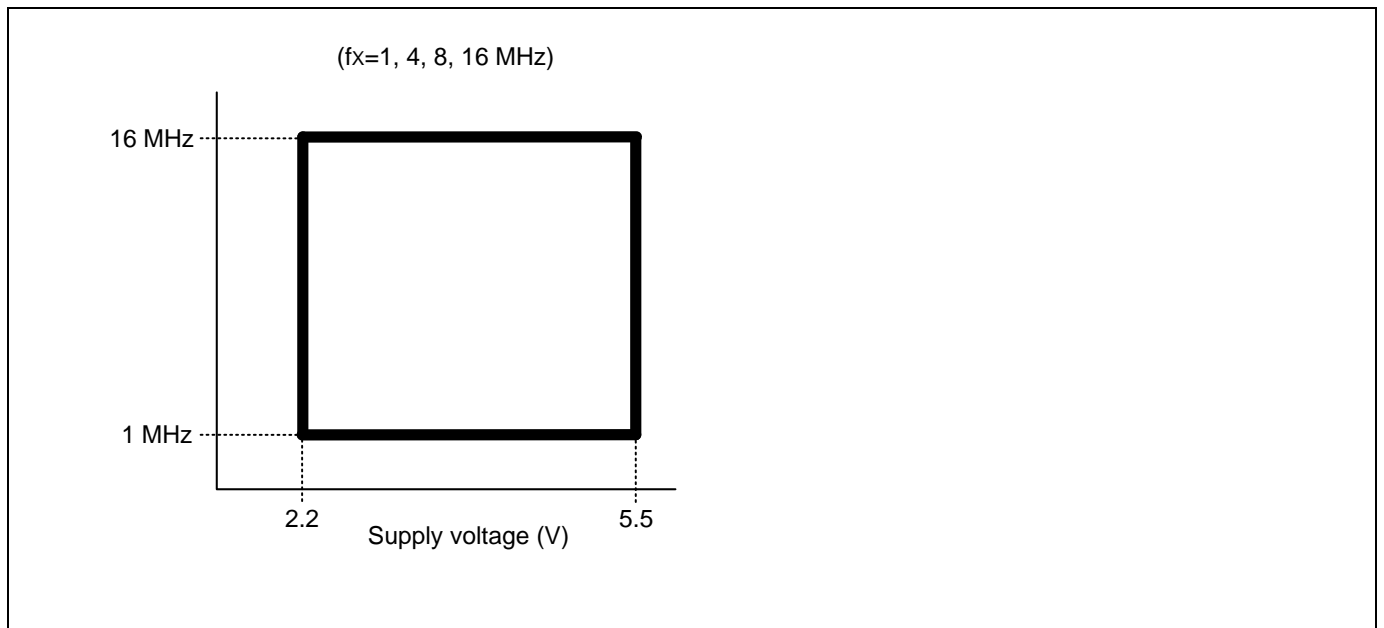 (fx=1, 4, 8, 16 MHz)
16 MHz
1 MHz
2.2
5.5
Supply voltage (V)